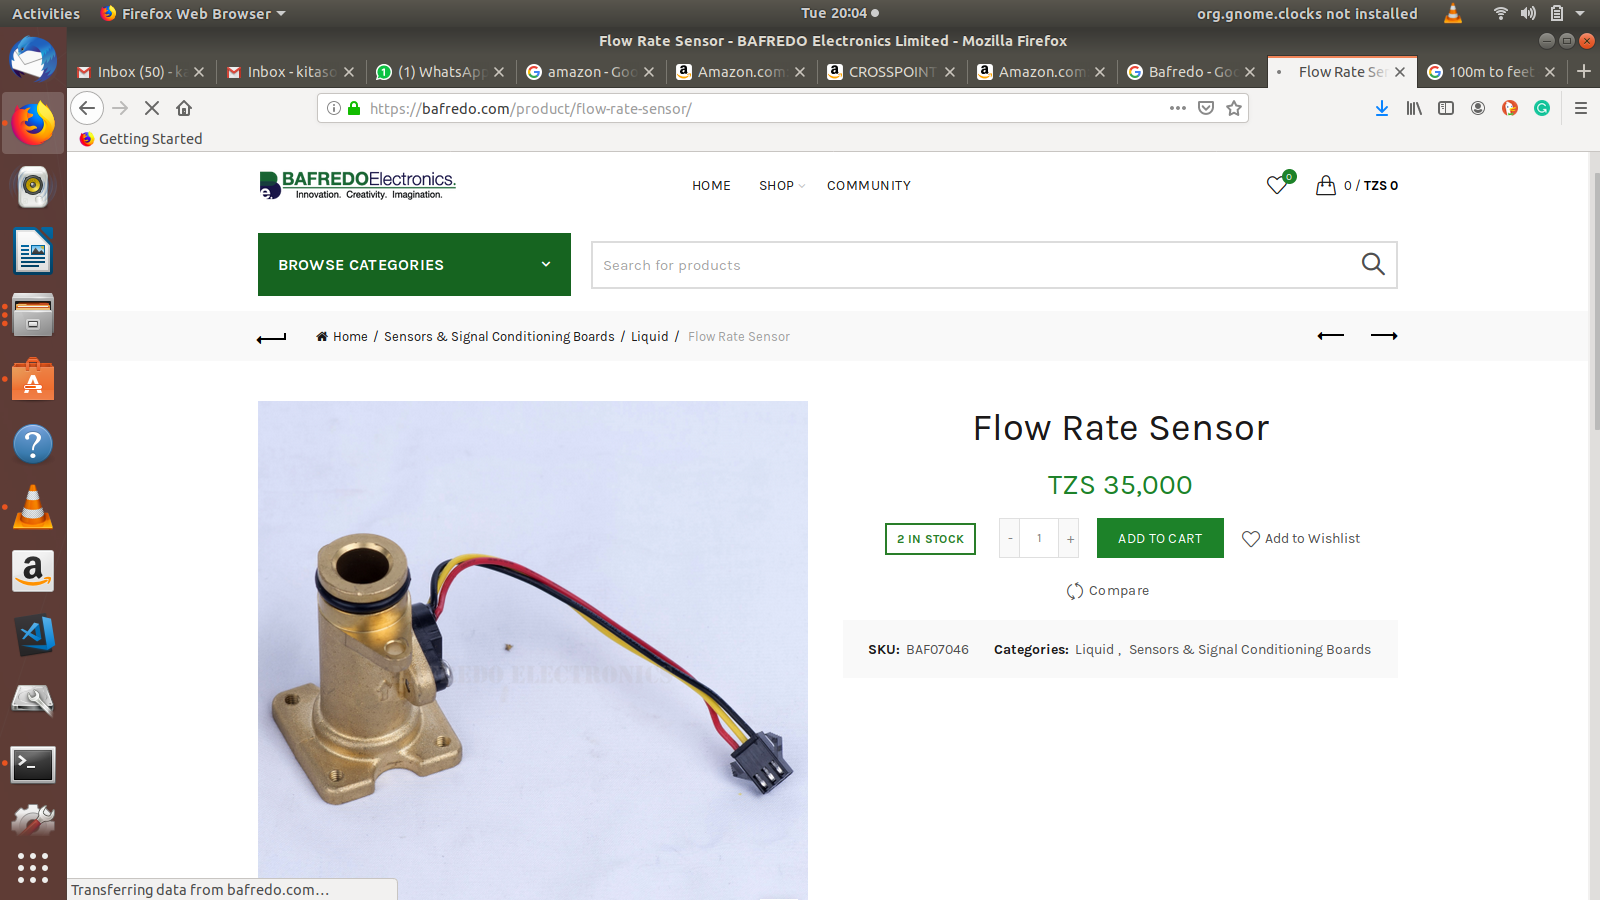 Activities
Firefox Web Browser
Tue 20:04
org.gnome.clocks not installed
Flow Rate Sensor - BAFREDO Electronics Limited - Mozilla Firefox
Inbox (50) - ka
Inbox - kitaso
(1) WhatsApp
amazon - Goo
Amazon.com
CROSSPOINT
Amazon.com
Bafredo - Goo
Flow Rate Sen
100m to feet
https://bafredo.com/product/flow-rate-sensor/
Getting Started
BAFREDOElectronics.
Innovation. Creativity. Imagination.
HOME
SHOP
COMMUNITY
0
0 / TZS 0
BROWSE CATEGORIES
Search for products
Home / Sensors & Signal Conditioning Boards / Liquid / Flow Rate Sensor
Flow Rate Sensor
TZS 35,000
2 IN STOCK
- 1 +
ADD TO CART
Add to Wishlist
Compare
SKU: BAF07046
Categories: Liquid , Sensors & Signal Conditioning Boards
ELECTRONICS
Transferring data from bafredo.com…